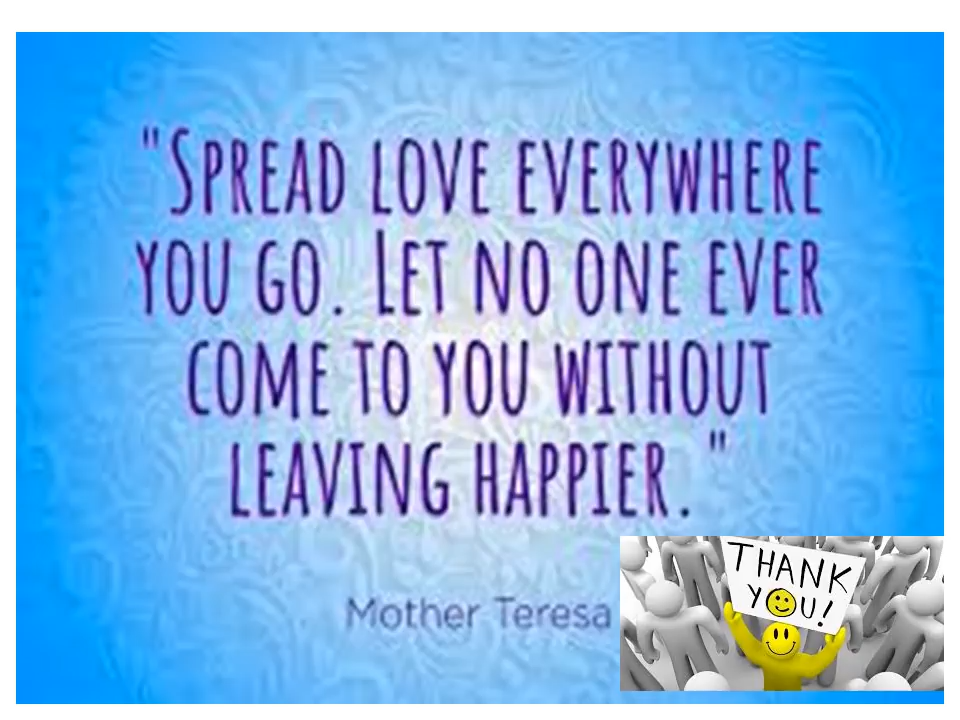 "SPREAD LOVE EVERYWHERE
YOU GO. LET NO ONE EVER
COME TO YOU WITHOUT
LEAVING HAPPIER."
Mother Teresa
THANK
YOU!